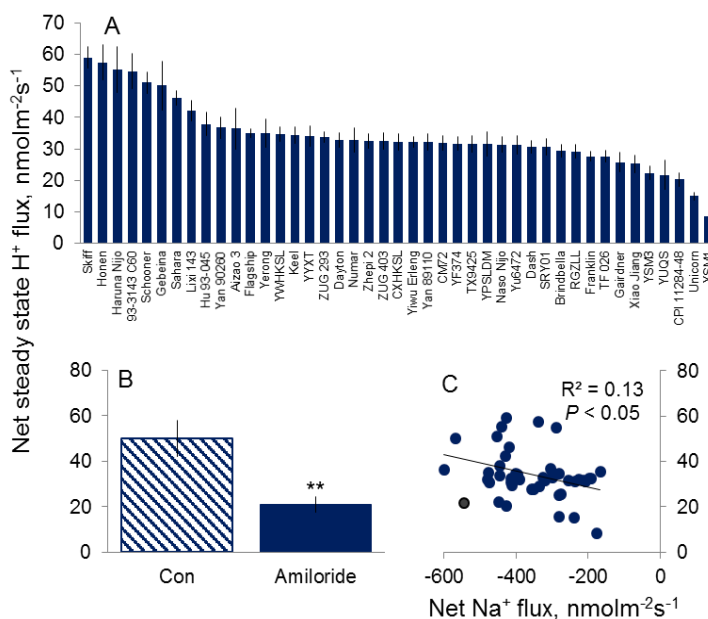 Net steady state H⁺ flux, nmolm⁻²s⁻¹
A
70
60
50
40
30
20
10
0
Skiff
Honen
Haruna Nijo
93-3143 C60
Schooner
Gebeina
Sahara
Lixi 143
Hu 93-045
Yan 90260
Aizao 3
Flagship
Yerong
YWHKSL
Keel
YYXT
ZUG 293
Dayton
Numar
Zhepi 2
ZUG 403
CXHKSL
Yiwu Erleng
Yan 89110
CM72
YF374
TX9425
YPSLDM
Naso Nijo
Yu6472
Dash
SRY01
Brindbella
RGZLL
Franklin
TF 026
Gairdner
Xiao Jiang
YSM3
YUQS
CPI 11284-48
Unicorn
YSM1
B
80
60
40
20
0
**
Con
Amiloride
C
R² = 0.13
P < 0.05
80
60
40
20
0
-600
-400
-200
0
Net Na⁺ flux, nmolm⁻²s⁻¹